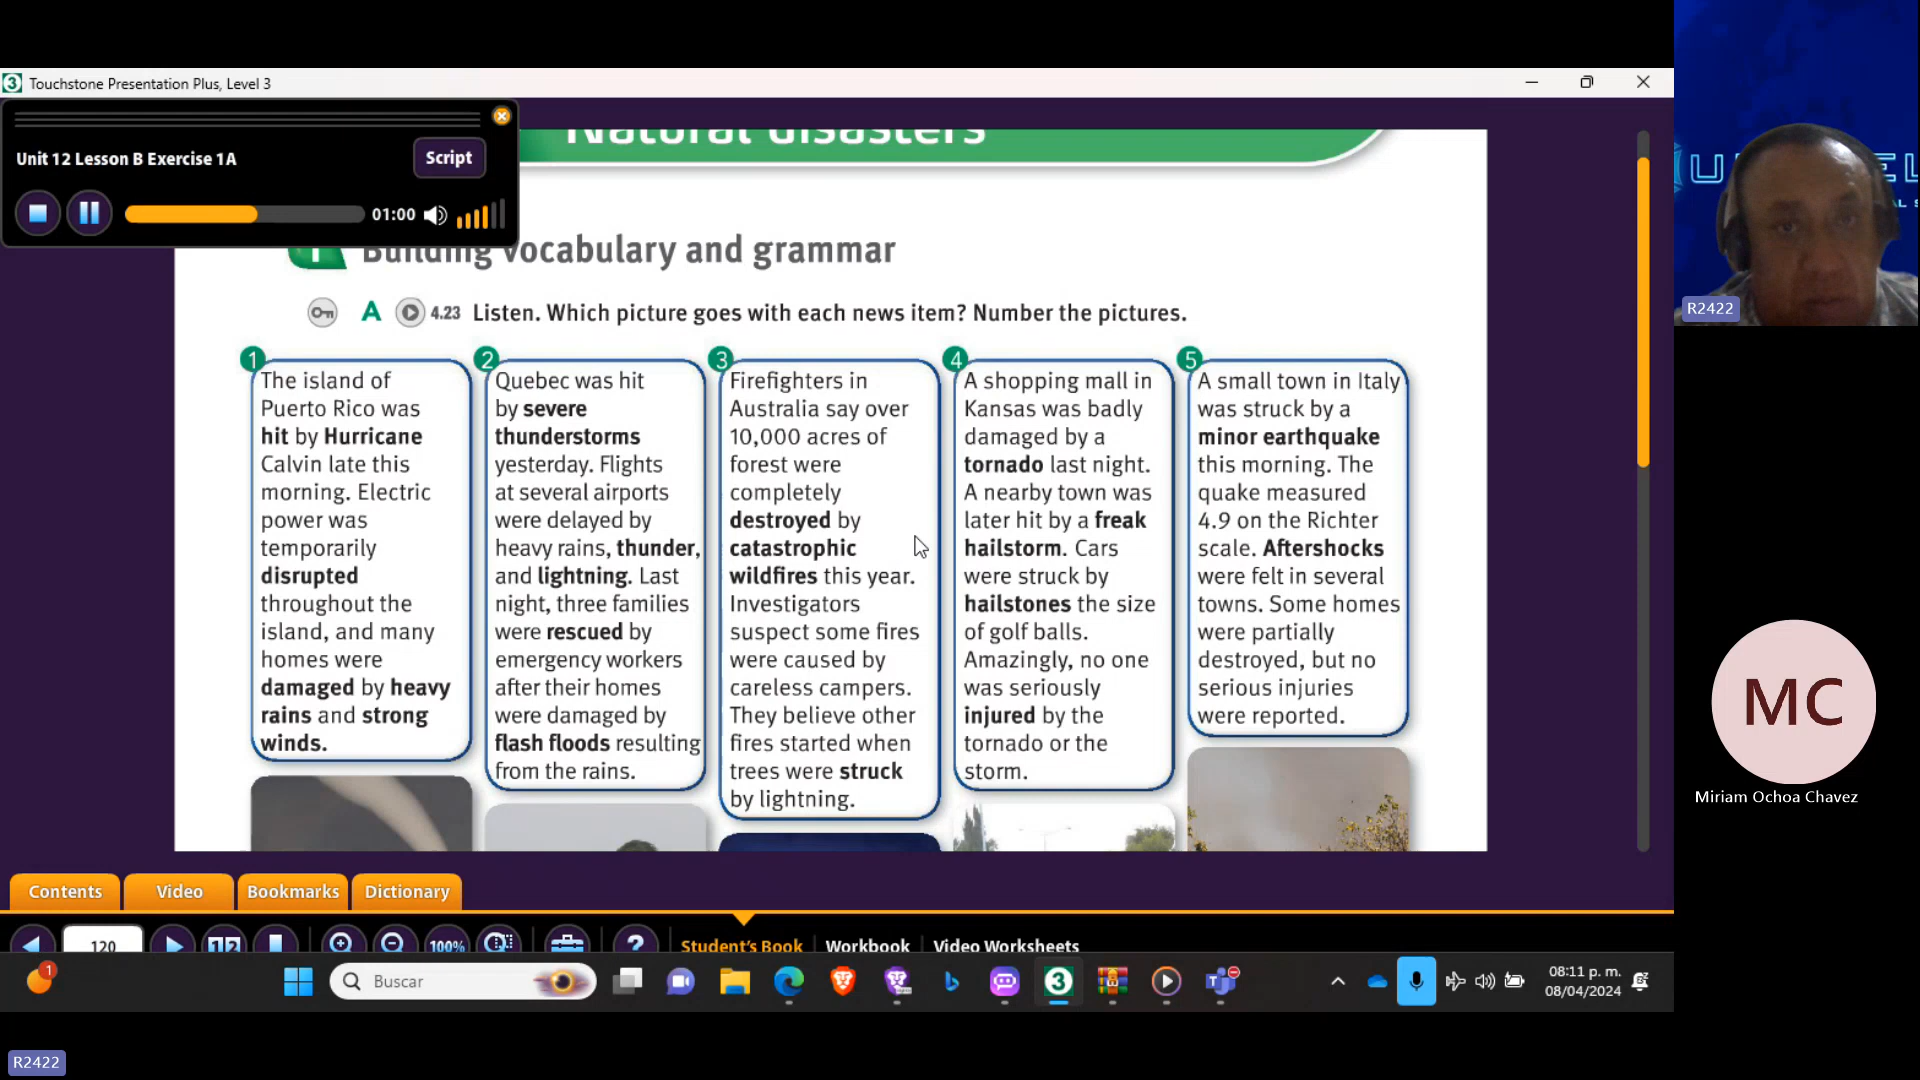 Touchstone Presentation Plus, Level 3
Natural disasters
Unit 12 Lesson B Exercise 1A
Script
01:00
Building vocabulary and grammar
A 4.23 Listen. Which picture goes with each news item? Number the pictures.
1
The island of
Puerto Rico was
hit by Hurricane
Calvin late this
morning. Electric
power was
temporarily
disrupted
throughout the
island, and many
homes were
damaged by heavy
rains and strong
winds.
2
Quebec was hit
by severe
thunderstorms
yesterday. Flights
at several airports
were delayed by
heavy rains, thunder,
and lightning. Last
night, three families
were rescued by
emergency workers
after their homes
were damaged by
flash floods resulting
from the rains.
3
Firefighters in
Australia say over
10,000 acres of
forest were
completely
destroyed by
catastrophic
wildfires this year.
Investigators
suspect some fires
were caused by
careless campers.
They believe other
fires started when
trees were struck
by lightning.
4
A shopping mall in
Kansas was badly
damaged by a
tornado last night.
A nearby town was
later hit by a freak
hailstorm. Cars
were struck by
hailstones the size
of golf balls.
Amazingly, no one
was seriously
injured by the
tornado or the
storm.
5
A small town in Italy
was struck by a
minor earthquake
this morning. The
quake measured
4.9 on the Richter
scale. Aftershocks
were felt in several
towns. Some homes
were partially
destroyed, but no
serious injuries
were reported.
Contents Video Bookmarks Dictionary
120 12 100% ? Student's Book Workbook Video Worksheets
1 Buscar 3 08:11 p. m.
08/04/2024
R2422
MC
Miriam Ochoa Chavez
R2422